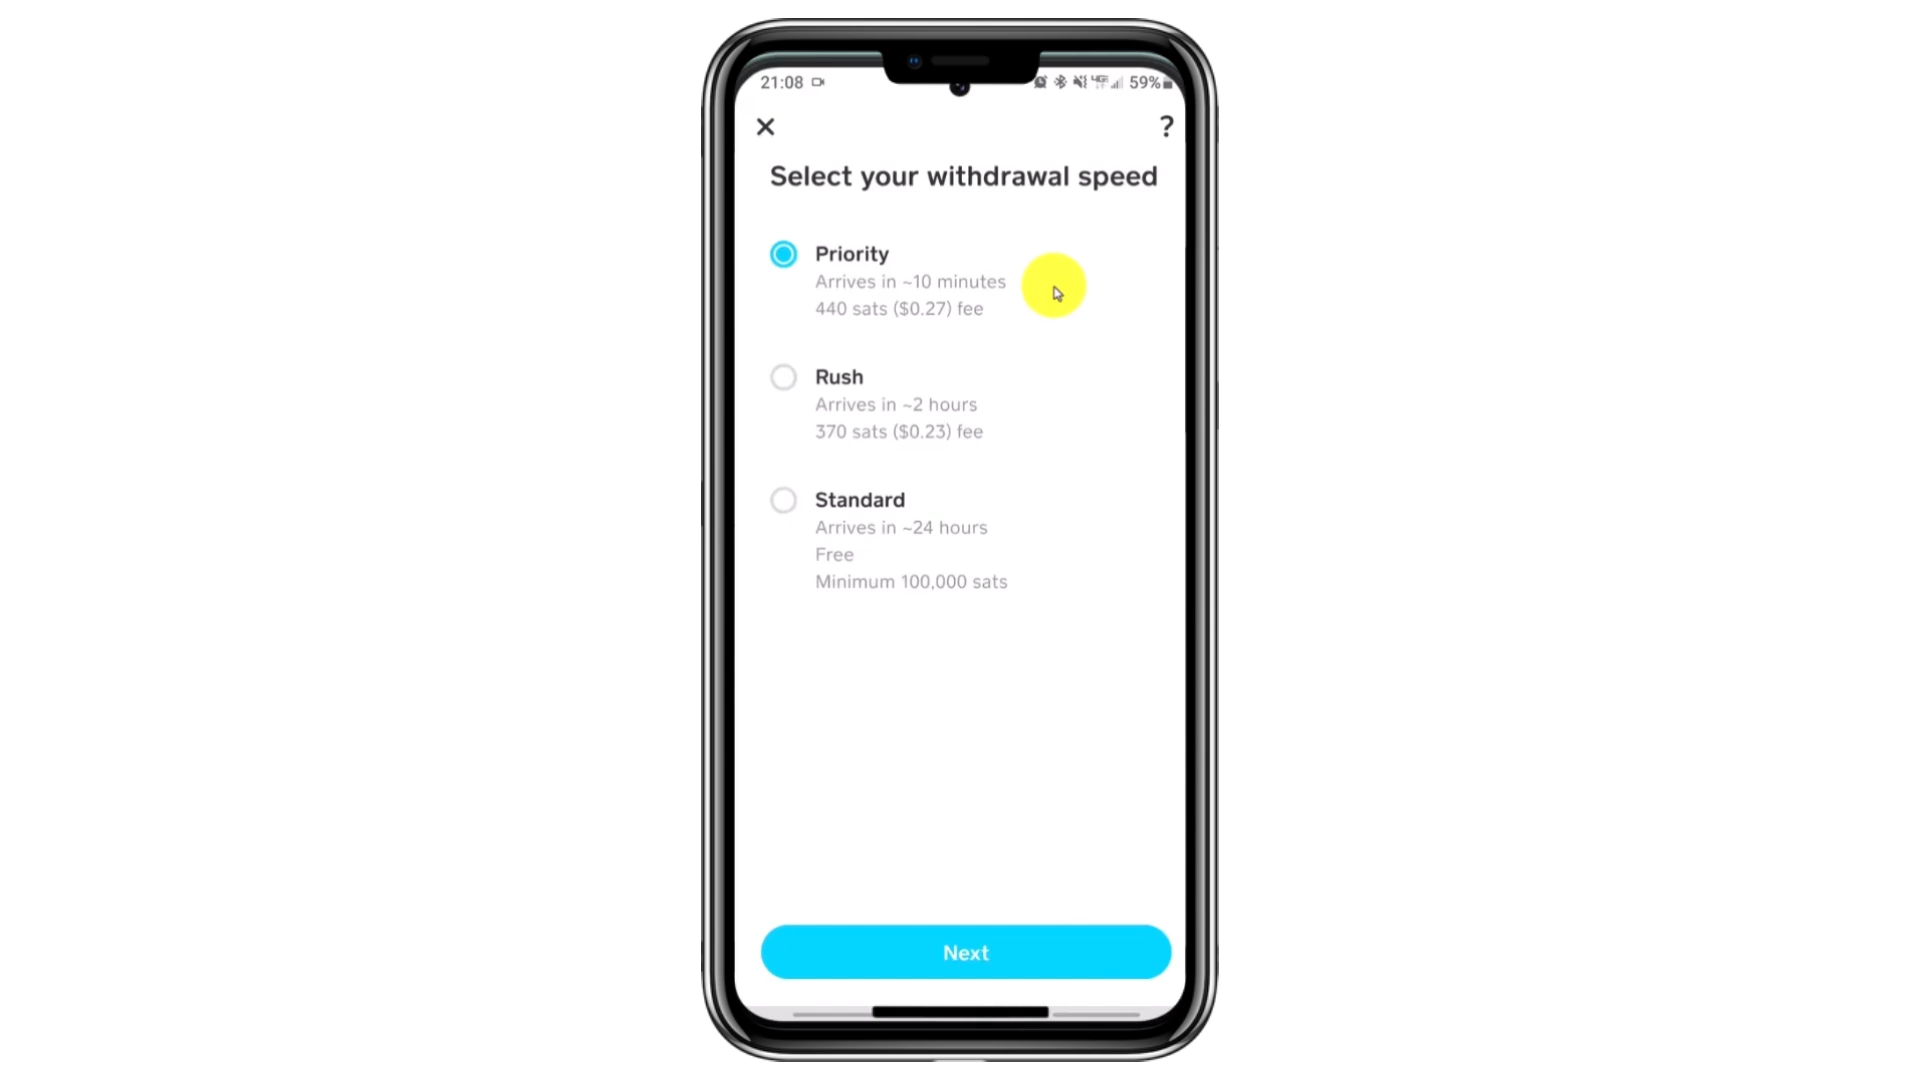 21:08 59%
?
Select your withdrawal speed
Priority
Arrives in ~10 minutes
440 sats ($0.27) fee
Rush
Arrives in ~2 hours
370 sats ($0.23) fee
Standard
Arrives in ~24 hours
Free
Minimum 100,000 sats
Next